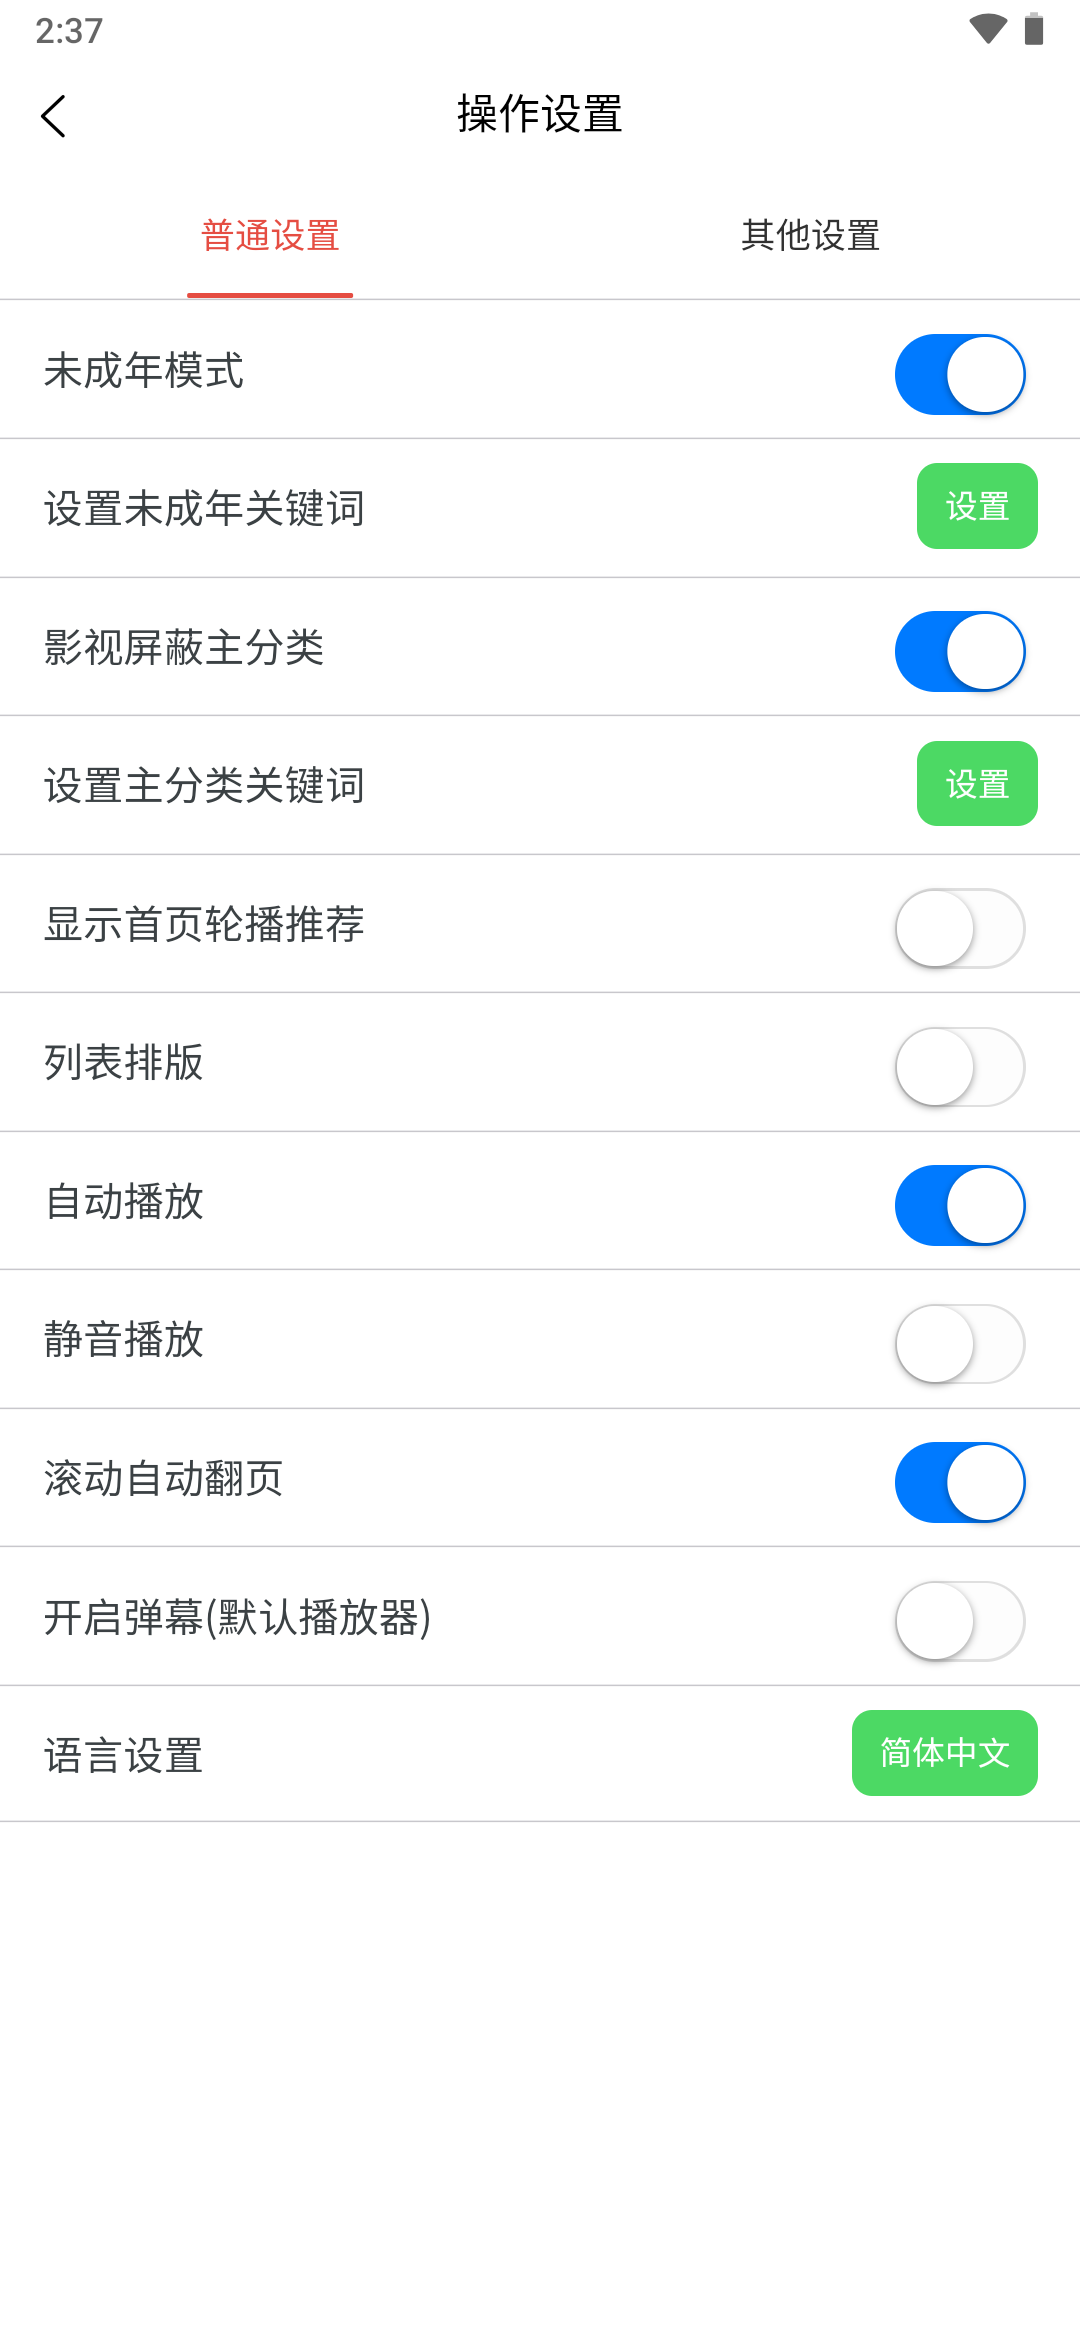 2:37
操作设置
普通设置
其他设置
未成年模式
设置未成年关键词
设置
影视屏蔽主分类
设置主分类关键词
设置
显示首页轮播推荐
列表排版
自动播放
静音播放
滚动自动翻页
开启弹幕(默认播放器)
语言设置
简体中文